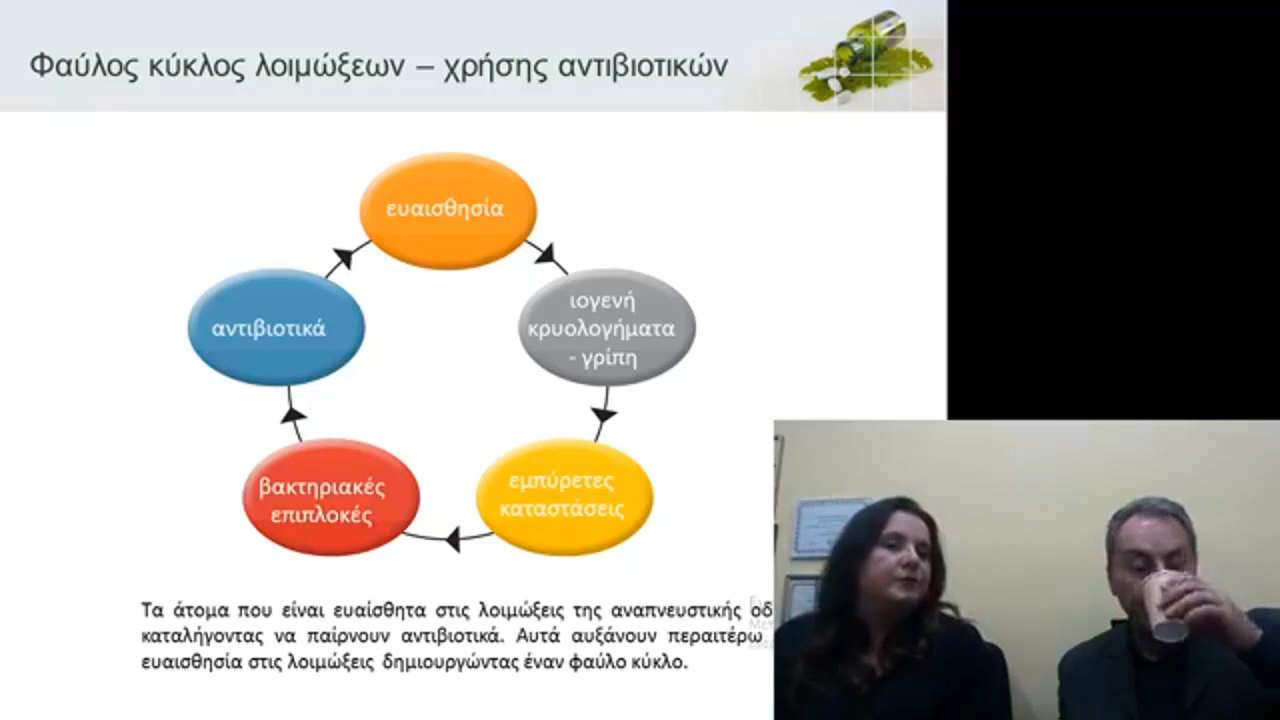 Φαύλος κύκλος λοιμώξεων – χρήσης αντιβιοτικών
ευαισθησία
ιογενή
κρυολογήματα
- γρίπη
εμπύρετες
καταστάσεις
βακτηριακές
επιπλοκές
αντιβιοτικά
Τα άτομα που είναι ευαίσθητα στις λοιμώξεις της αναπνευστικής οδ
καταλήγοντας να παίρνουν αντιβιοτικά. Αυτά αυξάνουν περαιτέρω
ευαισθησία στις λοιμώξεις δημιουργώντας έναν φαύλο κύκλο.